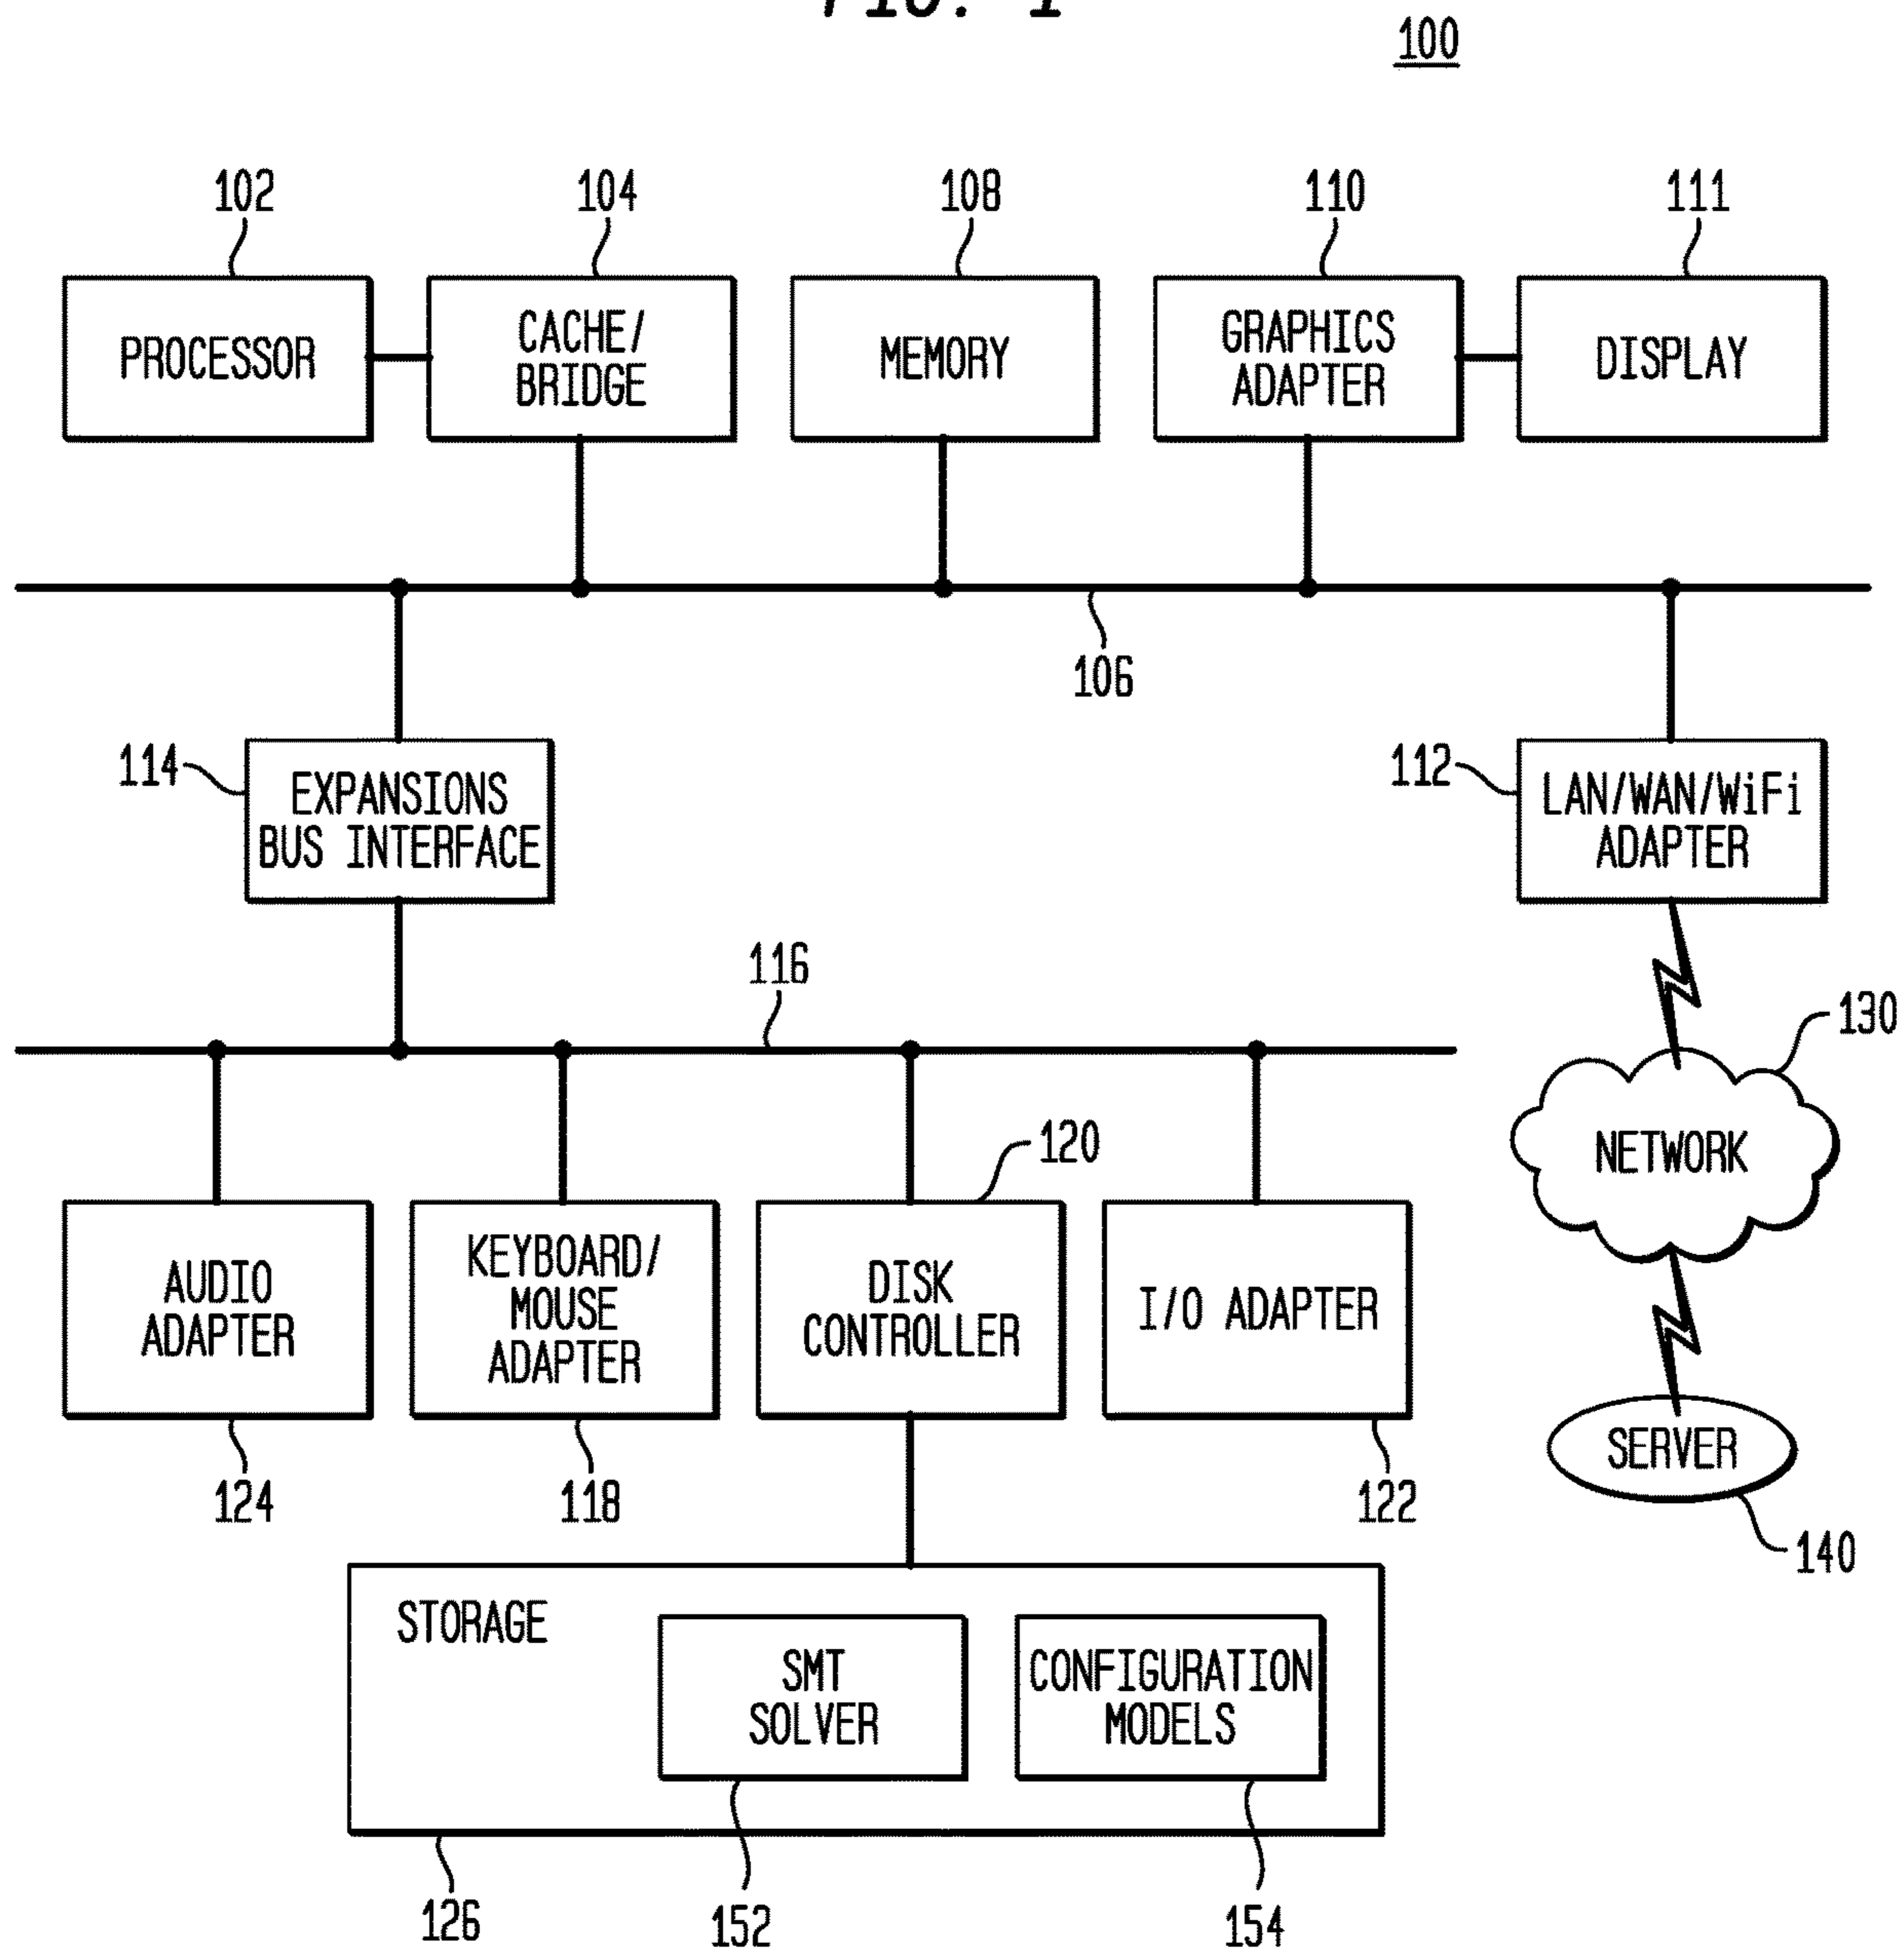 FIG. 1
100
102
104
108
110
111
PROCESSOR
CACHE/
BRIDGE
MEMORY
GRAPHICS
ADAPTER
DISPLAY
106
114
EXPANSIONS
BUS INTERFACE
112
LAN/WAN/WiFi
ADAPTER
116
130
NETWORK
120
AUDIO
ADAPTER
KEYBOARD/
MOUSE
ADAPTER
DISK
CONTROLLER
I/O ADAPTER
SERVER
124
118
122
140
STORAGE
SMT
SOLVER
CONFIGURATION
MODELS
126
152
154